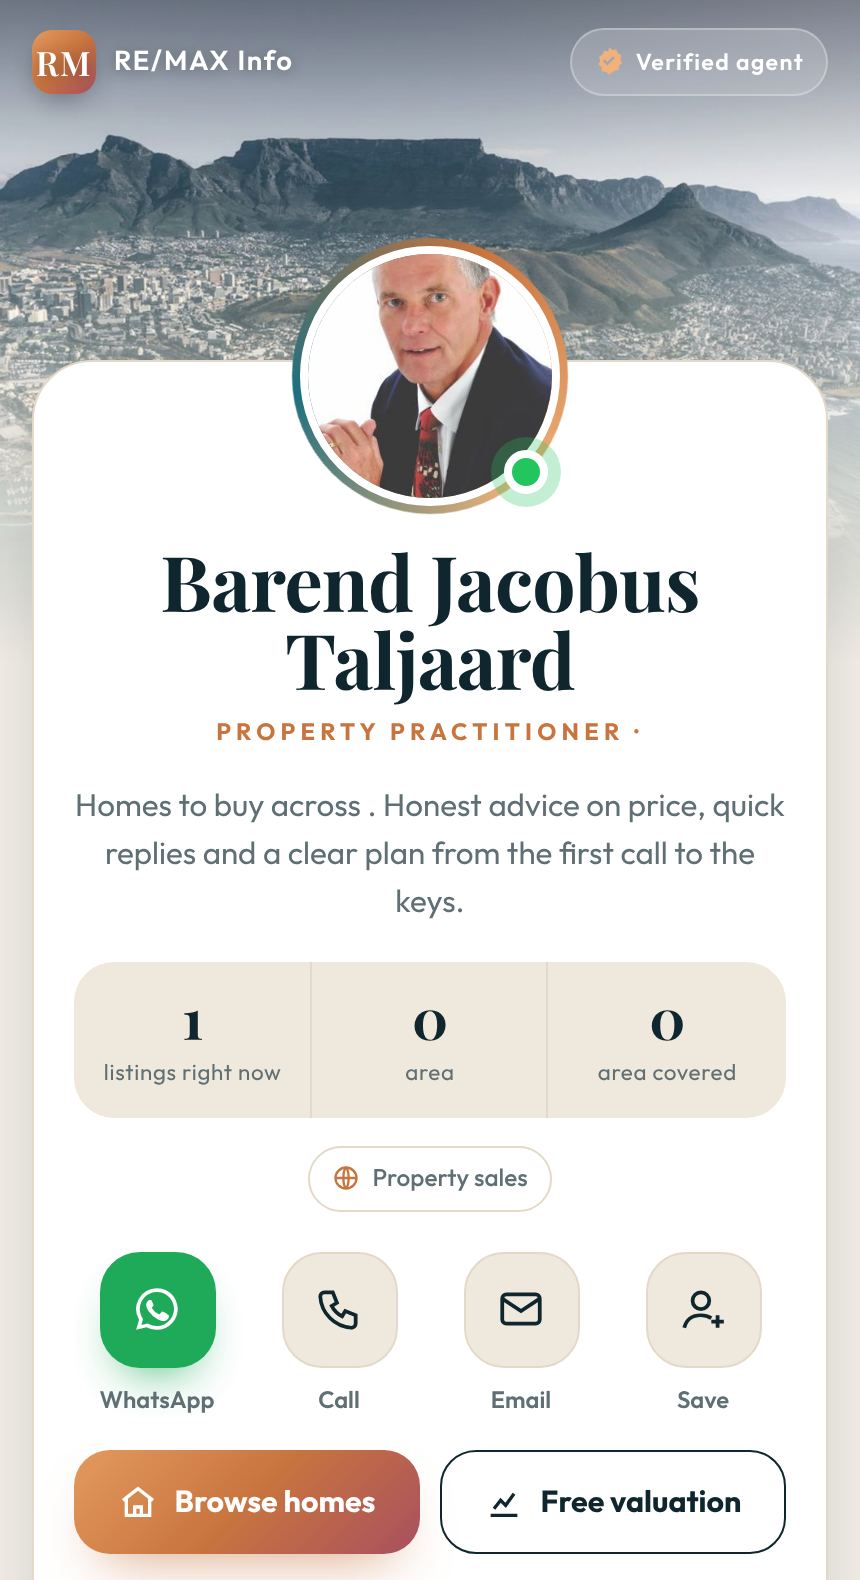 RM RE/MAX Info
Verified agent
Barend Jacobus
Taljaard
PROPERTY PRACTITIONER ·
Homes to buy across . Honest advice on price, quick
replies and a clear plan from the first call to the
keys.
1 0 0
listings right now area area covered
Property sales
WhatsApp Call Email Save
Browse homes Free valuation